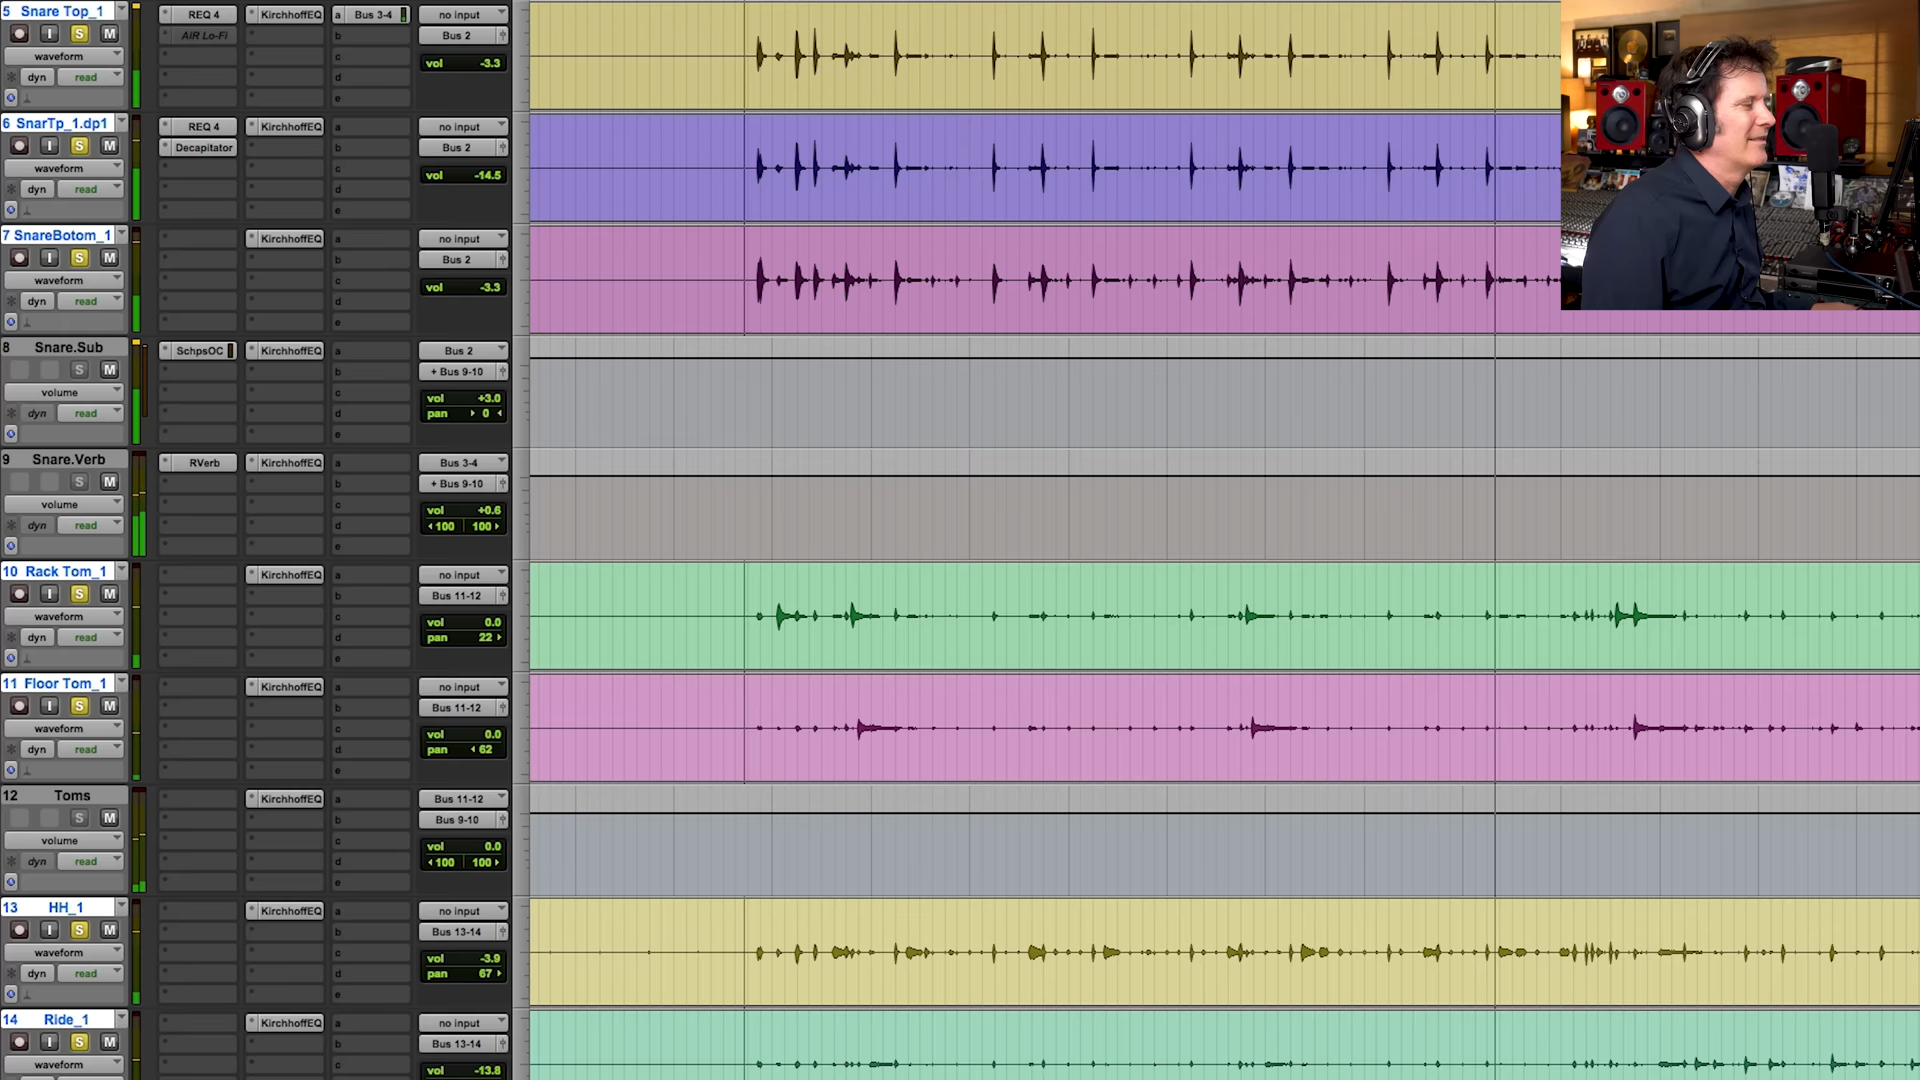 5 Snare Top_1
I S M
waveform
dyn read
REQ 4
AIR Lo-Fi
KirchhoffEQ
a Bus 3-4
b
c
d
e
no input
Bus 2
vol -3.3
6 SnarTp_1.dp1
I S M
waveform
dyn read
REQ 4
Decapitator
KirchhoffEQ
a
b
c
d
e
no input
Bus 2
vol -14.5
7 SnareBotom_1
I S M
waveform
dyn read
KirchhoffEQ
a
b
c
d
e
no input
Bus 2
vol -3.3
8 Snare.Sub
S M
volume
dyn read
SchpsOC
KirchhoffEQ
a
b
c
d
e
Bus 2
+ Bus 9-10
vol +3.0
pan 0
9 Snare.Verb
S M
volume
dyn read
RVerb
KirchhoffEQ
a
b
c
d
e
Bus 3-4
+ Bus 9-10
vol +0.6
100 100
10 Rack Tom_1
I S M
waveform
dyn read
KirchhoffEQ
a
b
c
d
e
no input
Bus 11-12
vol 0.0
pan 22
11 Floor Tom_1
I S M
waveform
dyn read
KirchhoffEQ
a
b
c
d
e
no input
Bus 11-12
vol 0.0
pan 62
12 Toms
S M
volume
dyn read
KirchhoffEQ
a
b
c
d
e
Bus 11-12
Bus 9-10
vol 0.0
100 100
13 HH_1
I S M
waveform
dyn read
KirchhoffEQ
a
b
c
d
e
no input
Bus 13-14
vol -3.9
pan 67
14 Ride_1
I S M
waveform
KirchhoffEQ
a
b
c
no input
Bus 13-14
vol -13.8